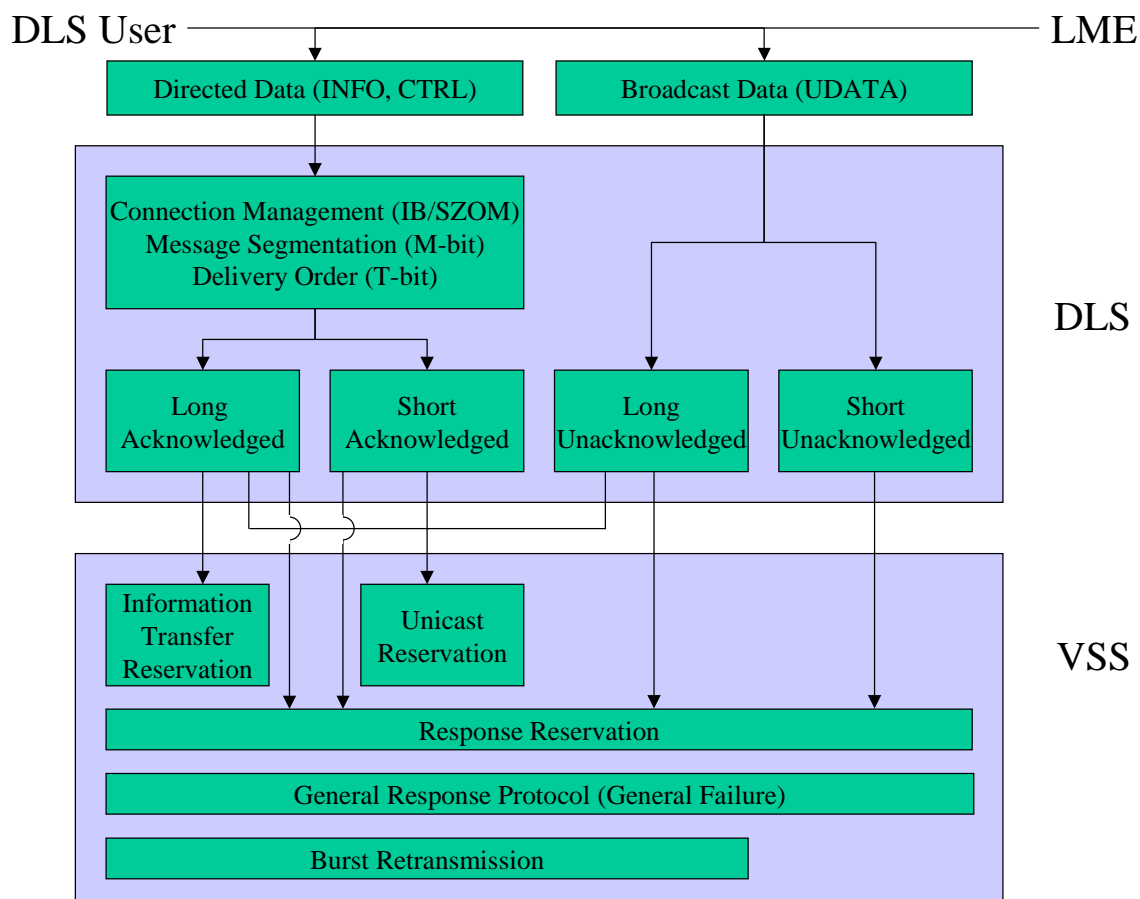 DLS User
LME
Directed Data (INFO, CTRL)
Broadcast Data (UDATA)
Connection Management (IB/SZOM)
Message Segmentation (M-bit)
Delivery Order (T-bit)
DLS
Long
Acknowledged
Short
Acknowledged
Long
Unacknowledged
Short
Unacknowledged
Information
Transfer
Reservation
Unicast
Reservation
VSS
Response Reservation
General Response Protocol (General Failure)
Burst Retransmission